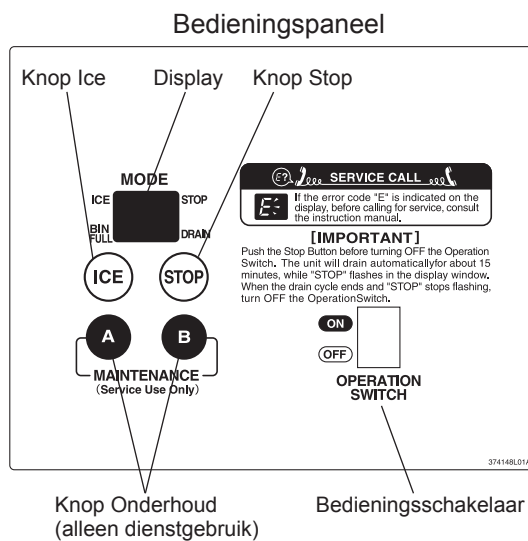 Bedieningspaneel
Knop Ice
Display
Knop Stop
MODE
ICE
STOP
BIN
FULL
DRAIN
ICE
STOP
A
B
MAINTENANCE
(Service Use Only)
E?
SERVICE CALL
E
If the error code "E" is indicated on the
display, before calling for service, consult
the instruction manual.
[IMPORTANT]
Push the Stop Button before turning OFF the Operation
Switch. The unit will drain automaticallyfor about 15
minutes, while "STOP" flashes in the display window.
When the drain cycle ends and "STOP" stops flashing,
turn OFF the OperationSwitch.
ON
OFF
OPERATION
SWITCH
374148L01A
Knop Onderhoud
(alleen dienstgebruik)
Bedieningsschakelaar